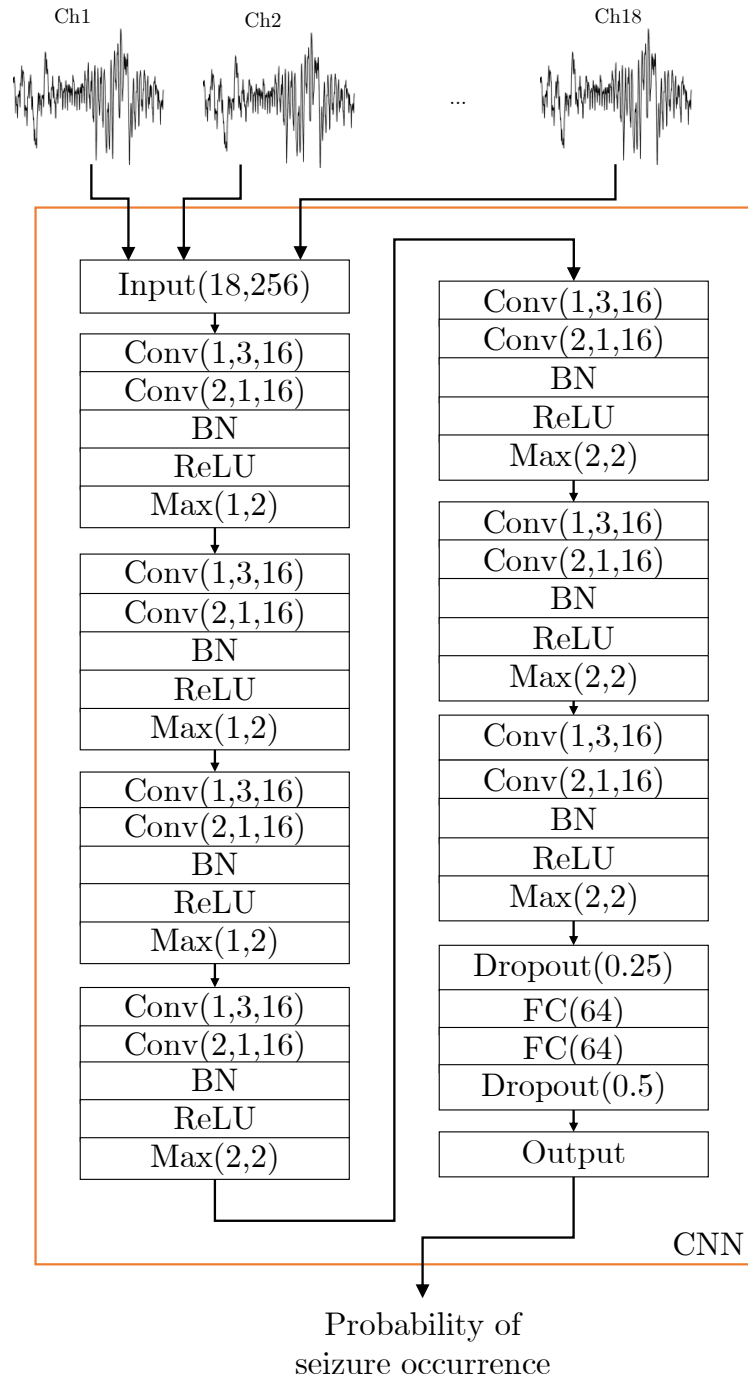 Ch1
Ch2
...
Ch18
Input(18,256)
Conv(1,3,16)
Conv(2,1,16)
BN
ReLU
Max(1,2)
Conv(1,3,16)
Conv(2,1,16)
BN
ReLU
Max(1,2)
Conv(1,3,16)
Conv(2,1,16)
BN
ReLU
Max(1,2)
Conv(1,3,16)
Conv(2,1,16)
BN
ReLU
Max(2,2)
Conv(1,3,16)
Conv(2,1,16)
BN
ReLU
Max(2,2)
Conv(1,3,16)
Conv(2,1,16)
BN
ReLU
Max(2,2)
Conv(1,3,16)
Conv(2,1,16)
BN
ReLU
Max(2,2)
Dropout(0.25)
FC(64)
FC(64)
Dropout(0.5)
Output
CNN
Probability of
seizure occurrence